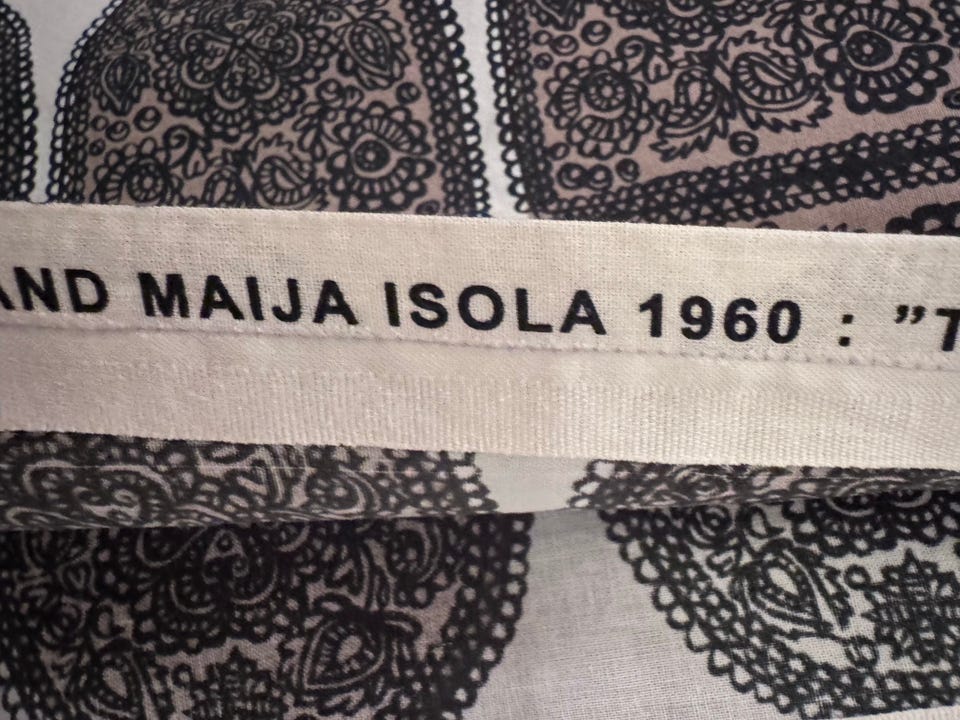 AND MAIJA ISOLA 1960 : ”T